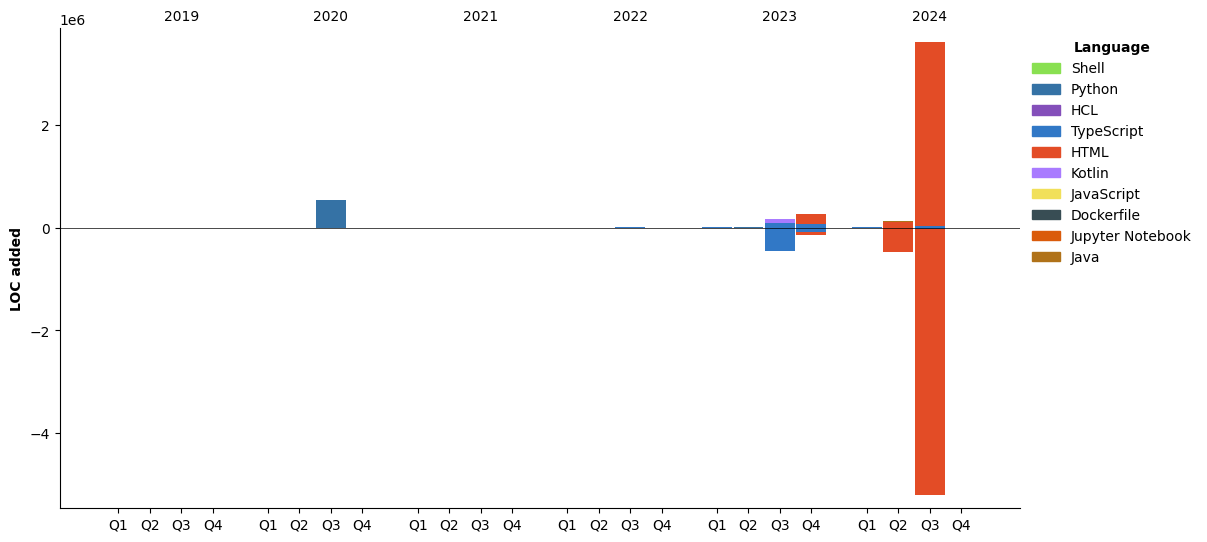 1e6
2019 2020 2021 2022 2023 2024
2
0
−2
−4
LOC added
Q1 Q2 Q3 Q4 Q1 Q2 Q3 Q4 Q1 Q2 Q3 Q4 Q1 Q2 Q3 Q4 Q1 Q2 Q3 Q4 Q1 Q2 Q3 Q4
Language
Shell
Python
HCL
TypeScript
HTML
Kotlin
JavaScript
Dockerfile
Jupyter Notebook
Java